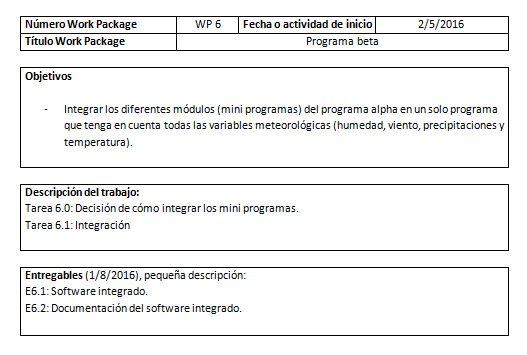 Número Work Package WP 6 Fecha o actividad de inicio 2/5/2016
Título Work Package Programa beta
Objetivos
- Integrar los diferentes módulos (mini programas) del programa alpha en un solo programa
que tenga en cuenta todas las variables meteorológicas (humedad, viento, precipitaciones y
temperatura).
Descripción del trabajo:
Tarea 6.0: Decisión de cómo integrar los mini programas.
Tarea 6.1: Integración
Entregables (1/8/2016), pequeña descripción:
E6.1: Software integrado.
E6.2: Documentación del software integrado.